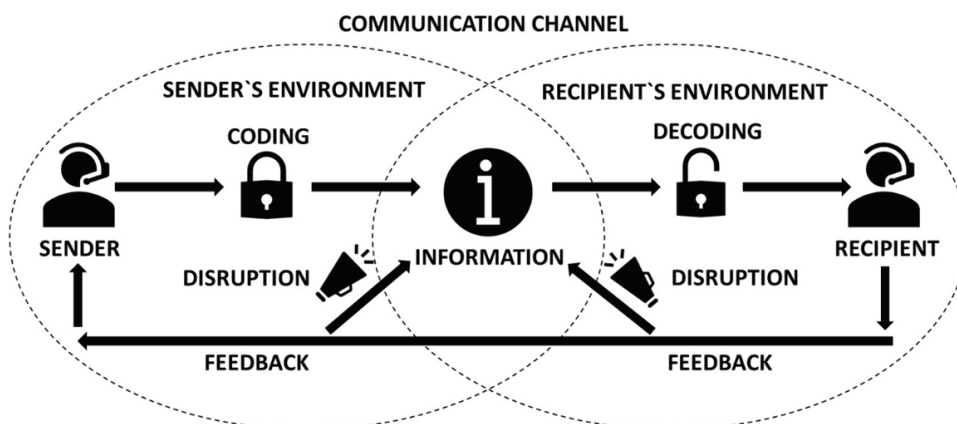 COMMUNICATION CHANNEL
SENDER`S ENVIRONMENT
RECIPIENT`S ENVIRONMENT
CODING
DECODING
SENDER
INFORMATION
RECIPIENT
DISRUPTION
DISRUPTION
FEEDBACK
FEEDBACK